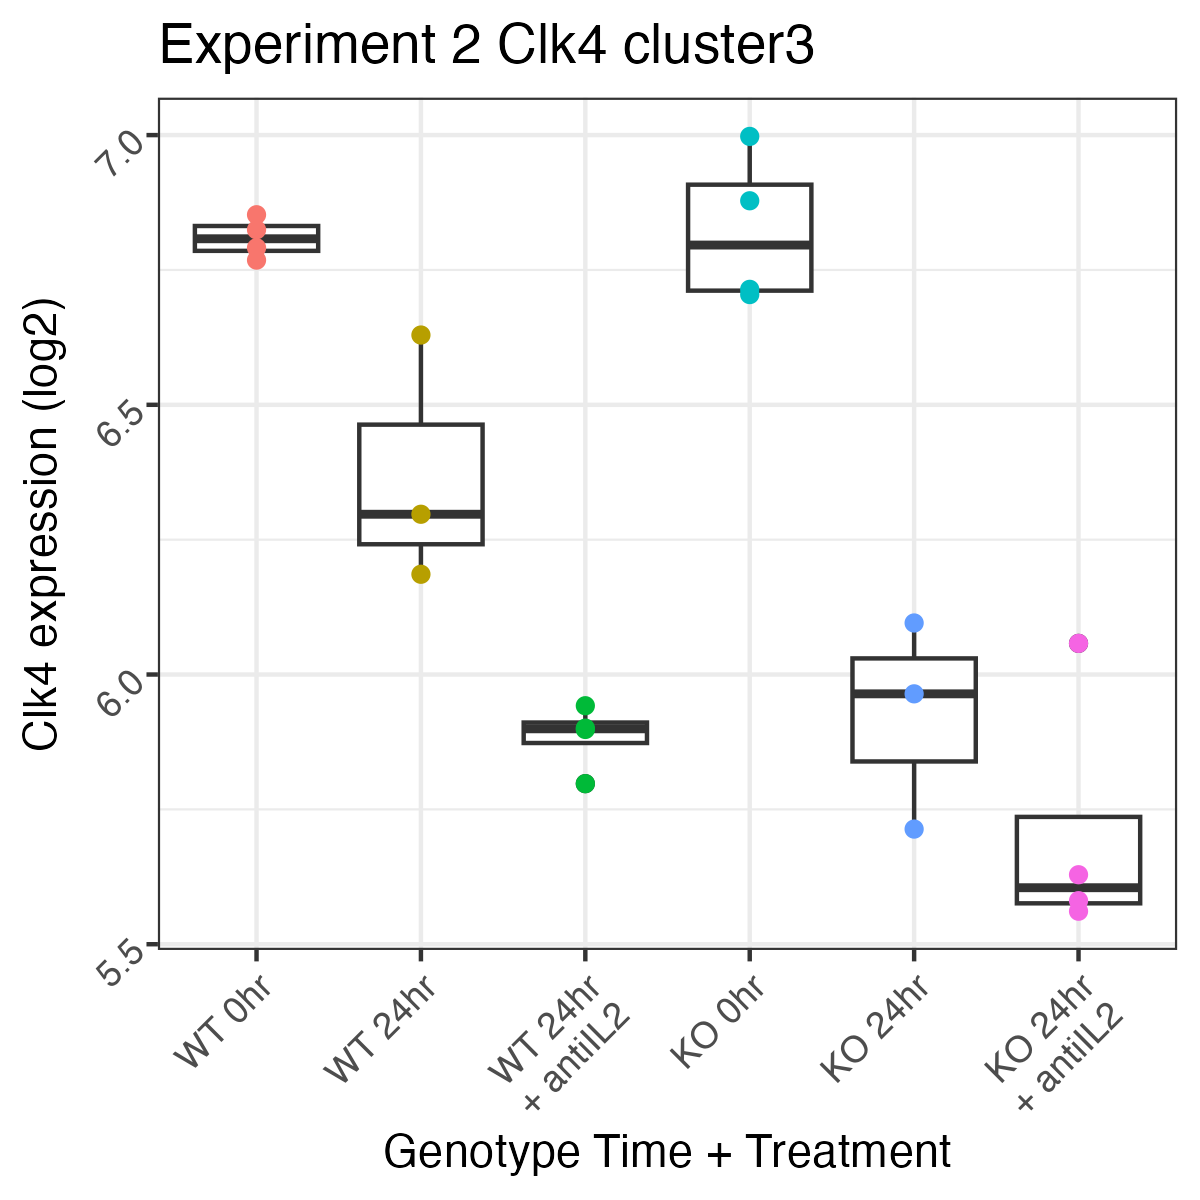 Experiment 2 Clk4 cluster3
Clk4 expression (log2)
7.0
6.5
6.0
5.5
WT 0hr
WT 24hr
WT 24hr
+ antiIL2
KO 0hr
KO 24hr
KO 24hr
+ antiIL2
Genotype Time + Treatment